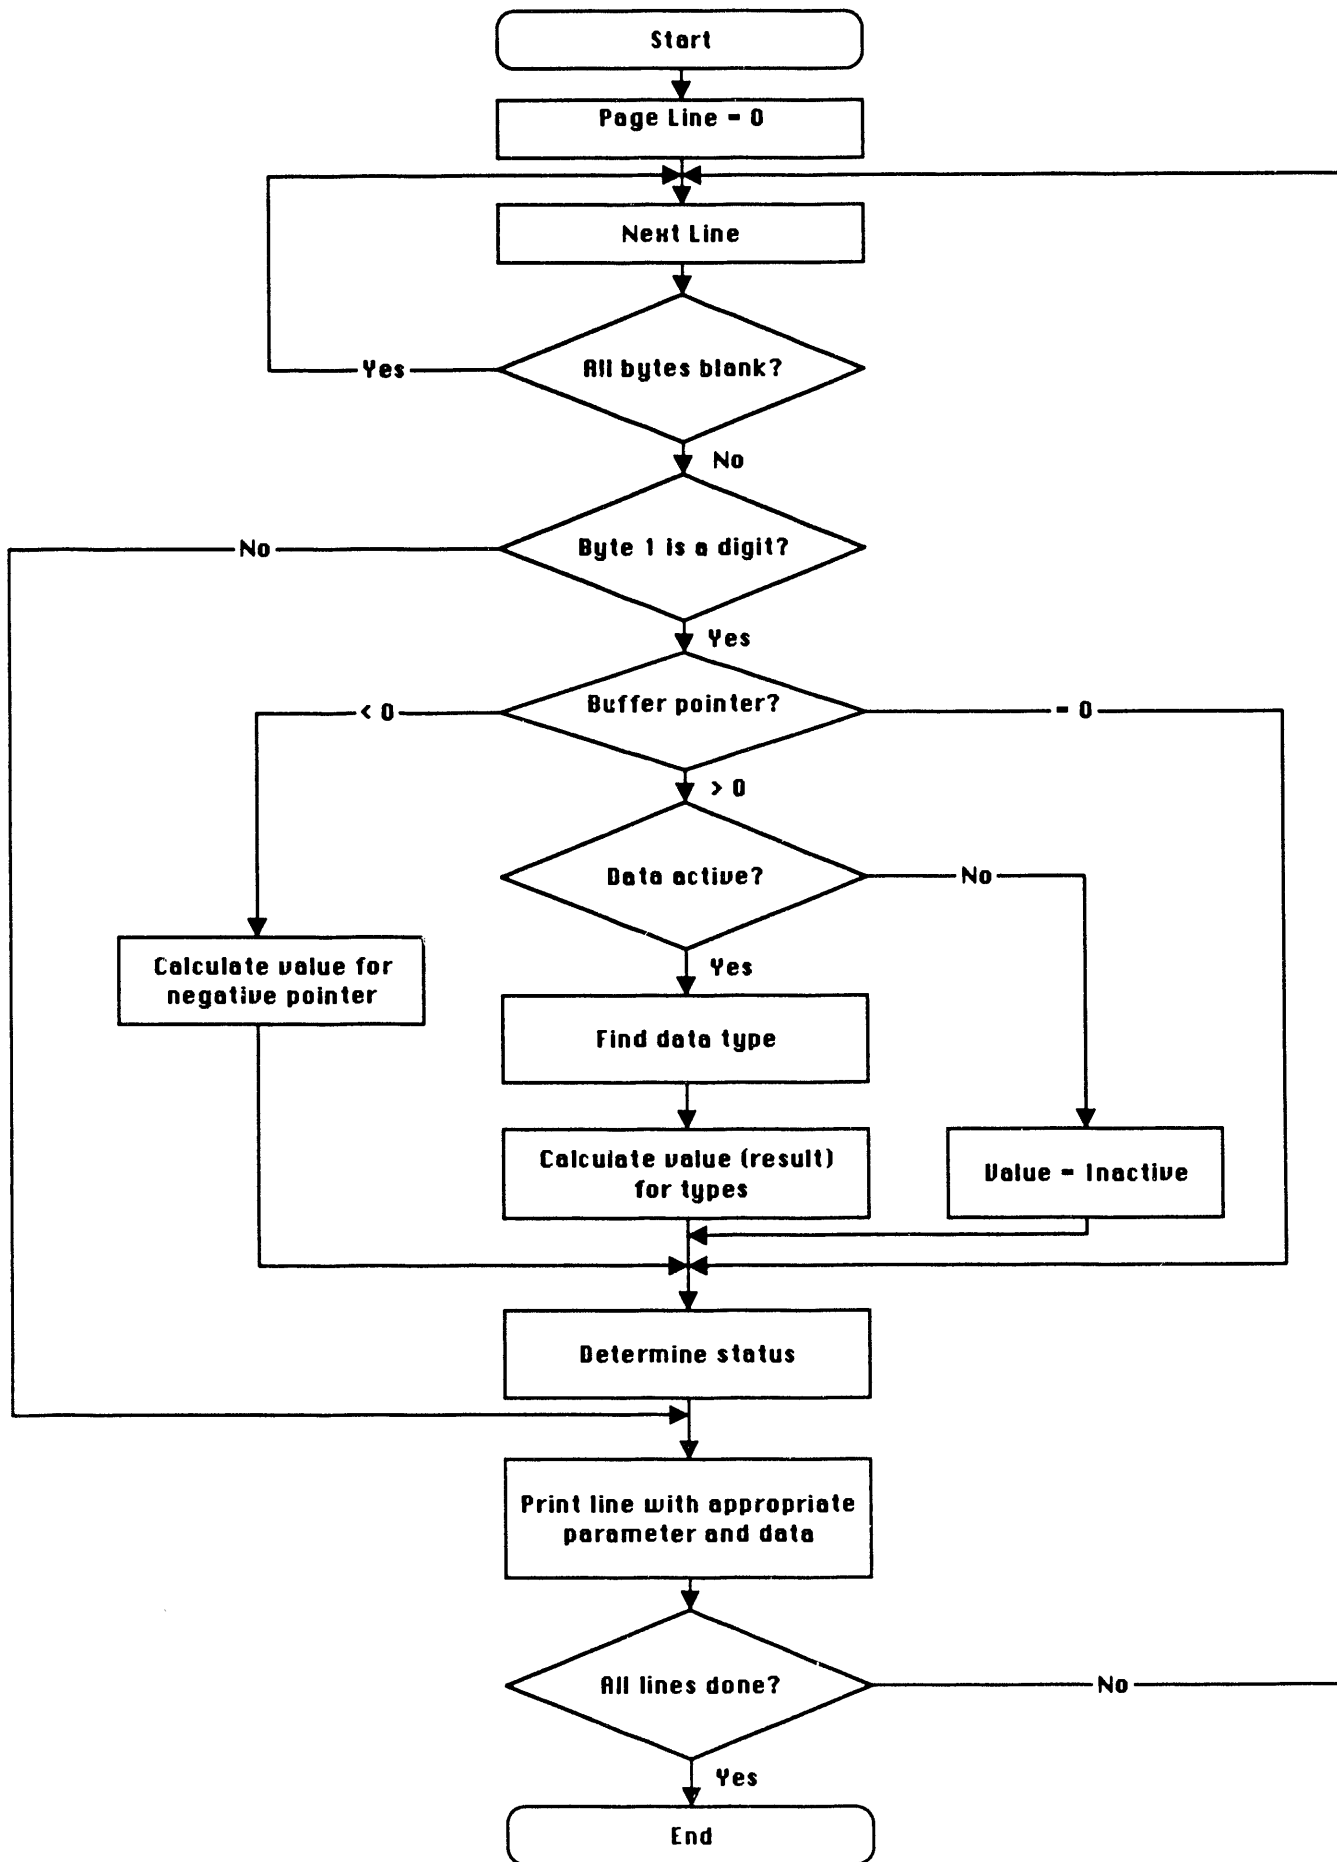 Start
Page Line = 0
Next Line
All bytes blank?
Yes
No
Byte 1 is a digit?
No
Yes
Buffer pointer?
< 0
= 0
> 0
Data active?
No
Yes
Calculate value for
negative pointer
Find data type
Calculate value (result)
for types
Value = Inactive
Determine status
Print line with appropriate
parameter and data
All lines done?
No
Yes
End